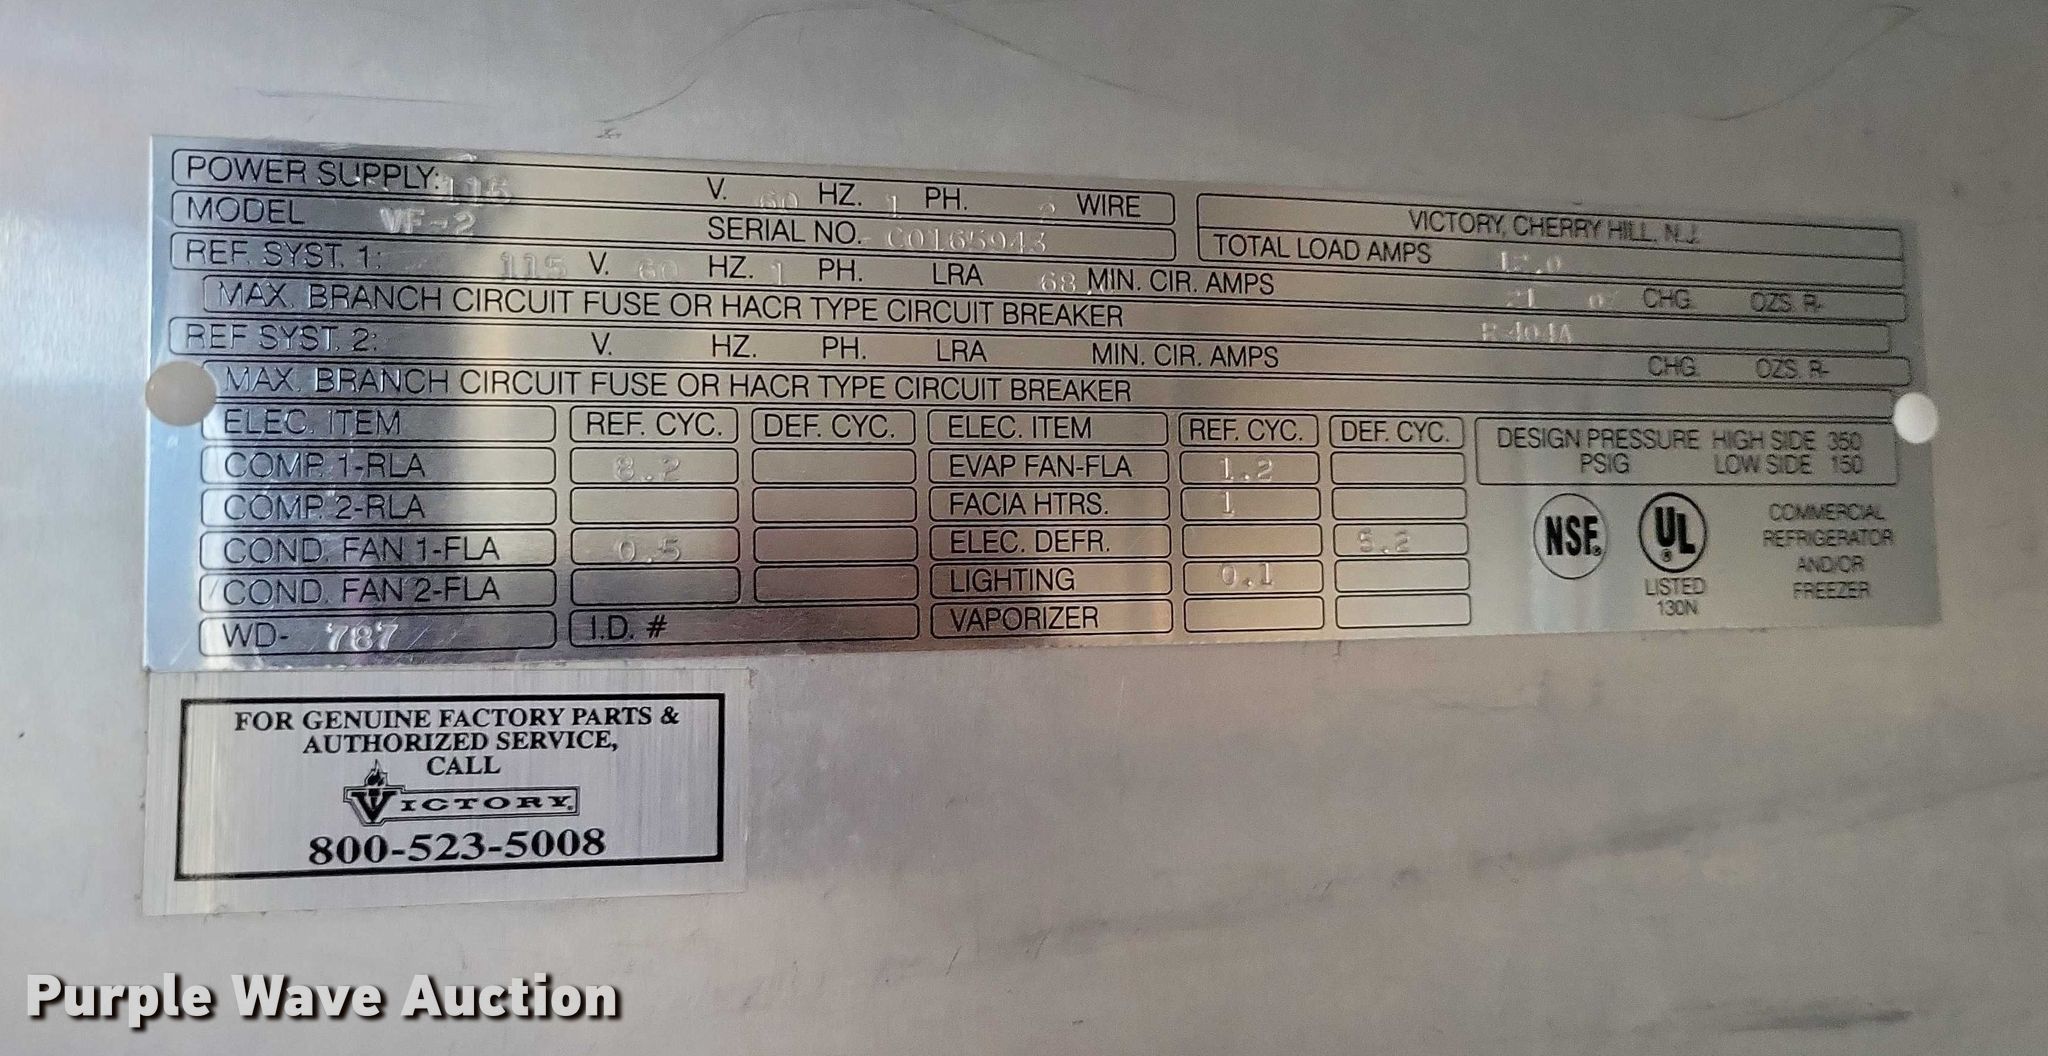 POWER SUPPLY: 115 V. 60 HZ. 1 PH. 2 WIRE
MODEL VF-2 SERIAL NO. C0165943
VICTORY, CHERRY HILL, N.J.
TOTAL LOAD AMPS
REF. SYST. 1: 115 V. 60 HZ. 1 PH. LRA 68 MIN. CIR. AMPS 21 OZ CHG. OZS. R-
MAX. BRANCH CIRCUIT FUSE OR HACR TYPE CIRCUIT BREAKER R-404A
REF SYST. 2: V. HZ. PH. LRA MIN. CIR. AMPS CHG. OZS. R-
MAX. BRANCH CIRCUIT FUSE OR HACR TYPE CIRCUIT BREAKER
ELEC. ITEM REF. CYC. DEF. CYC. ELEC. ITEM REF. CYC. DEF. CYC.
COMP. 1-RLA 8.2 EVAP FAN-FLA 1.2
COMP. 2-RLA FACIA HTRS. 1
COND. FAN 1-FLA 0.5 ELEC. DEFR. 5.2
COND. FAN 2-FLA LIGHTING 0.1
WD- 787 I.D. # VAPORIZER
DESIGN PRESSURE HIGH SIDE 350
PSIG LOW SIDE 150
NSF®
UL®
LISTED
130N
COMMERCIAL
REFRIGERATOR
AND/OR
FREEZER
FOR GENUINE FACTORY PARTS &
AUTHORIZED SERVICE,
CALL
VICTORY®
800-523-5008
Purple Wave Auction